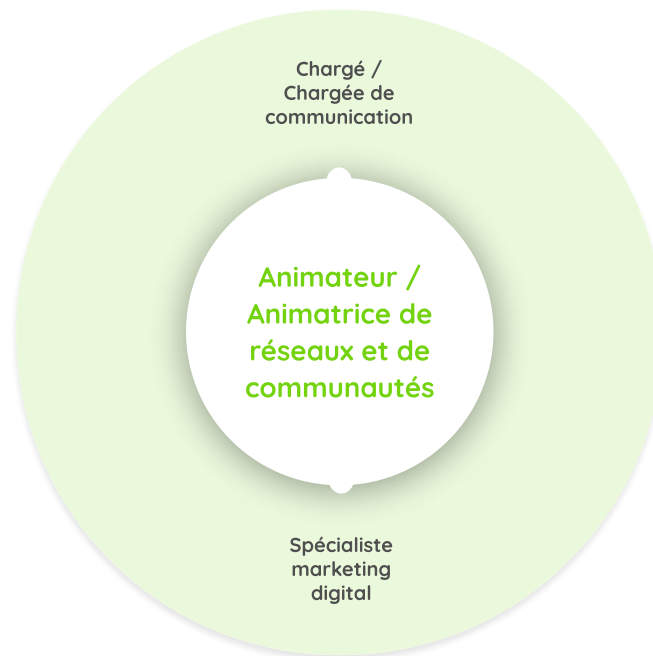 Chargé /
Chargée de
communication
Animateur /
Animatrice de
réseaux et de
communautés
Spécialiste
marketing
digital